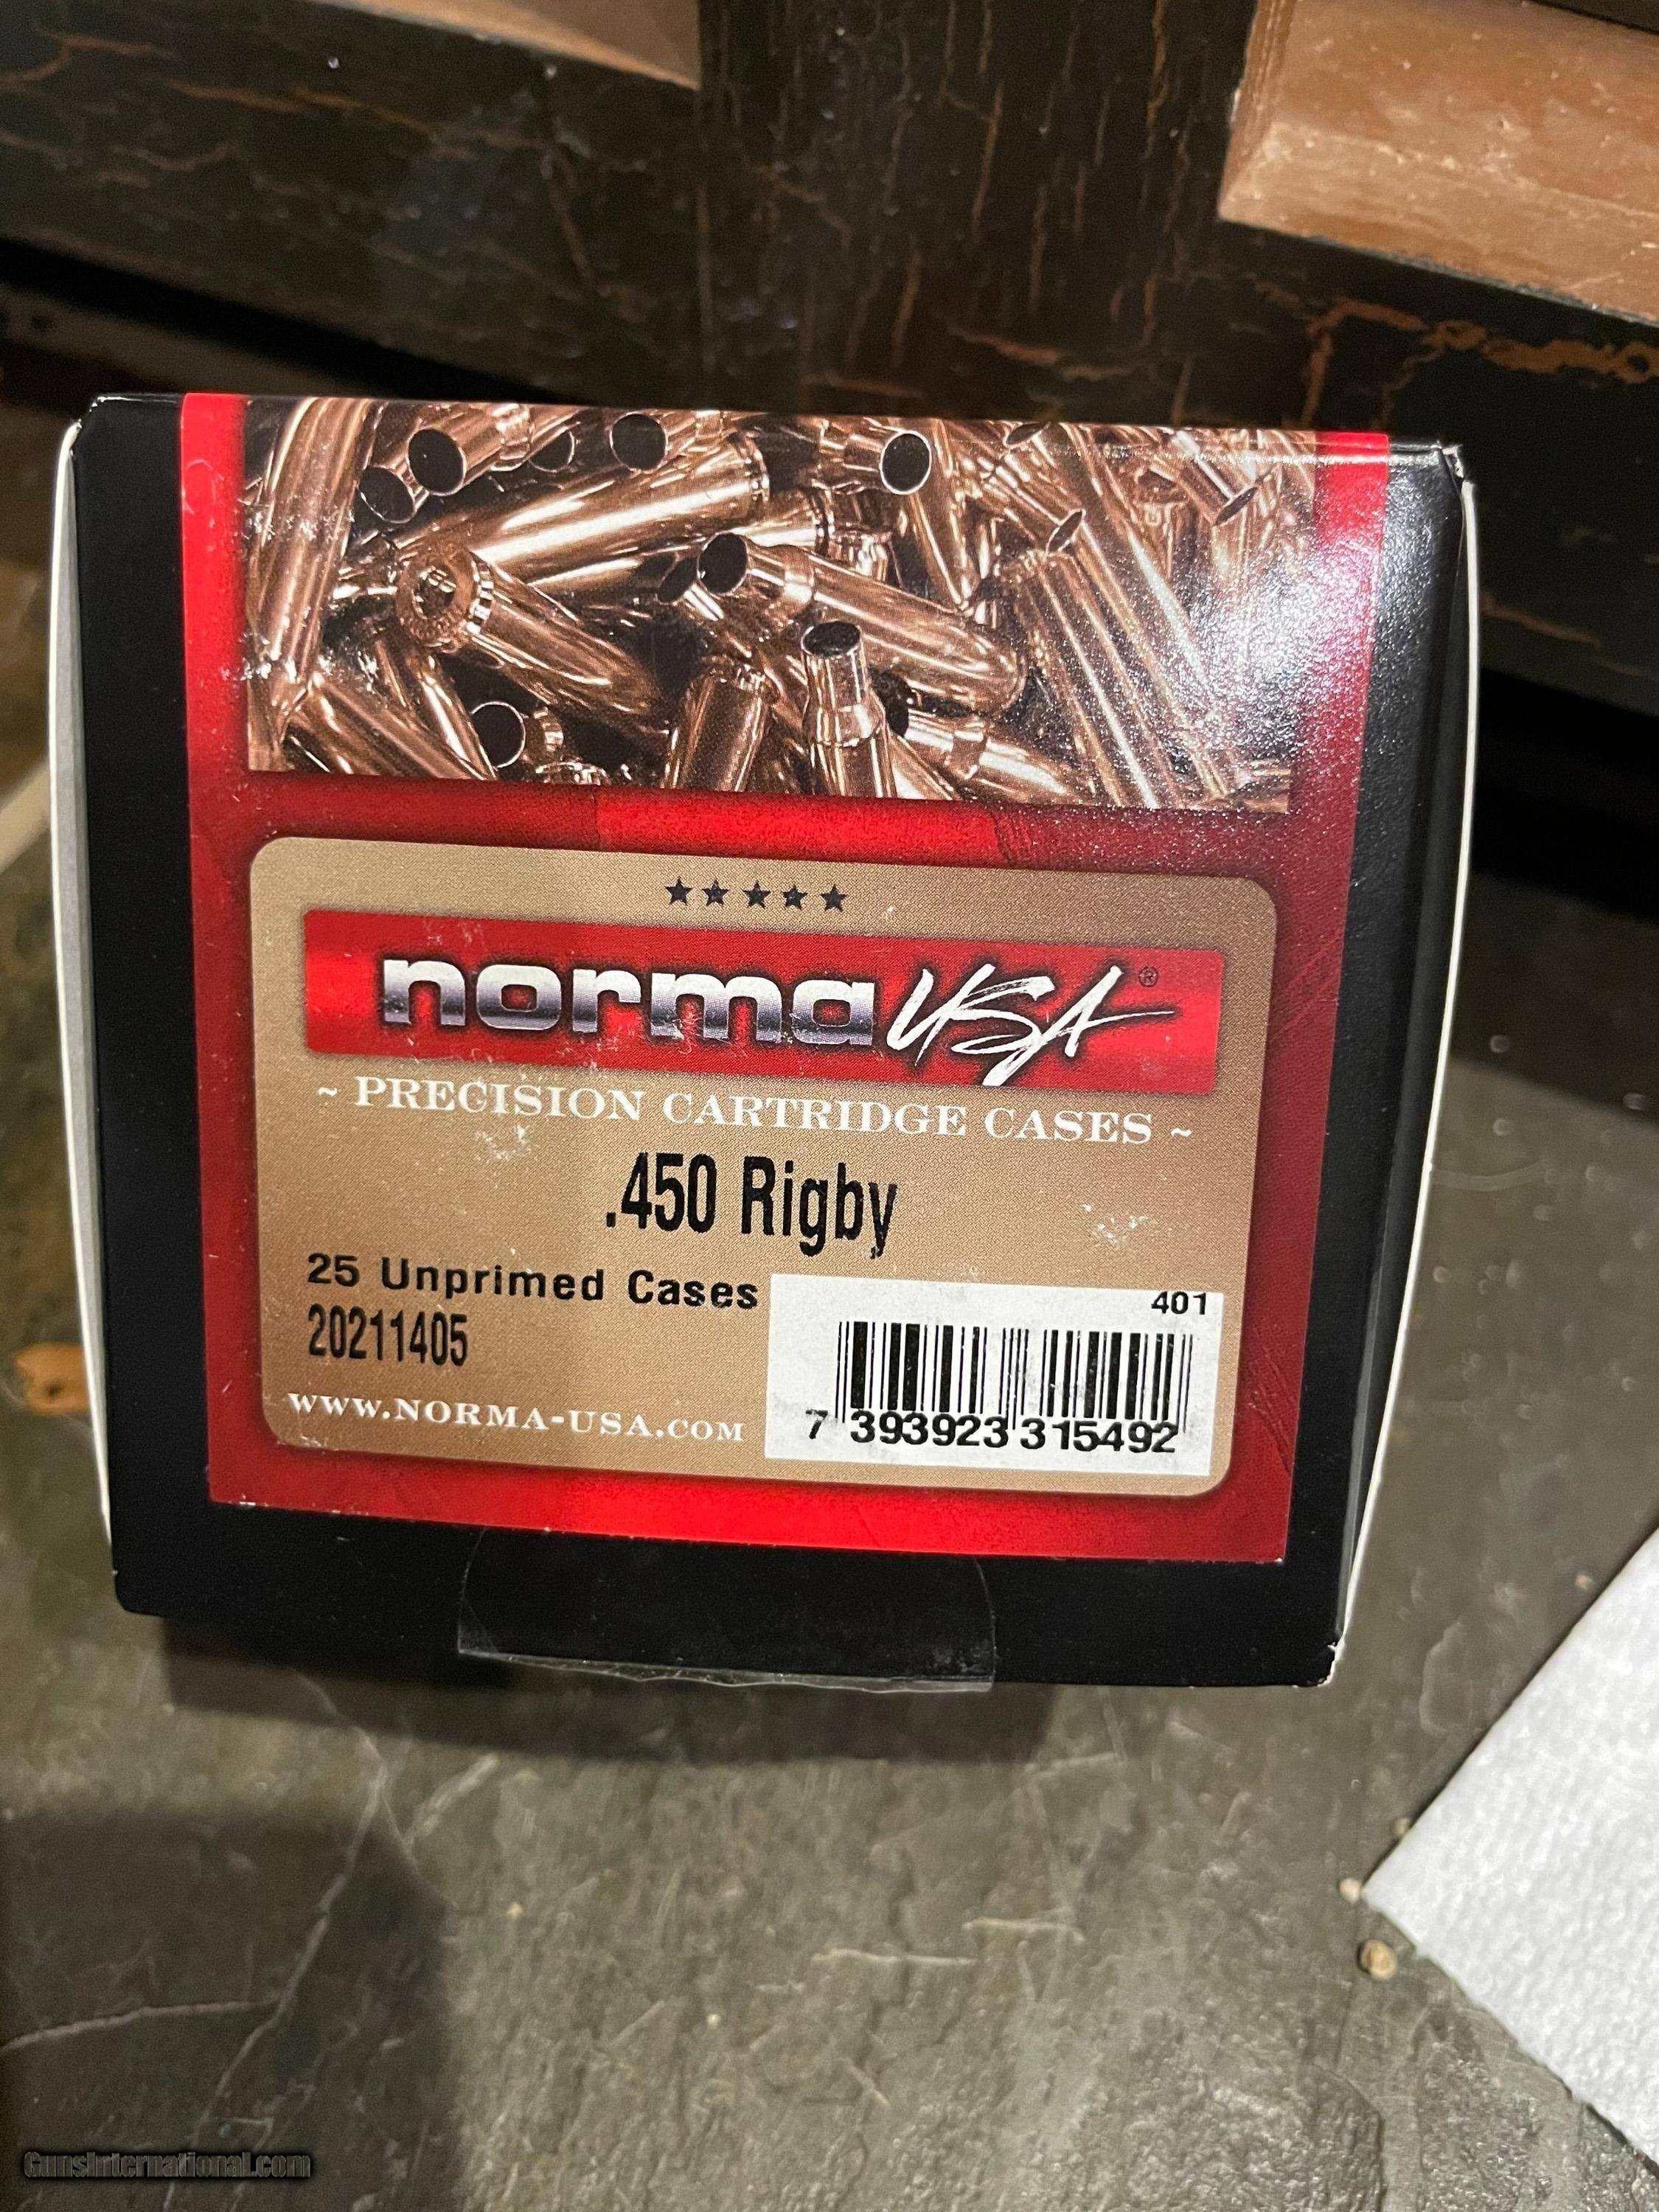 norma USA ®
~ PRECISION CARTRIDGE CASES ~
.450 Rigby
25 Unprimed Cases
20211405
WWW.NORMA-USA.COM
401
7 393923 315492
GunsInternational.com